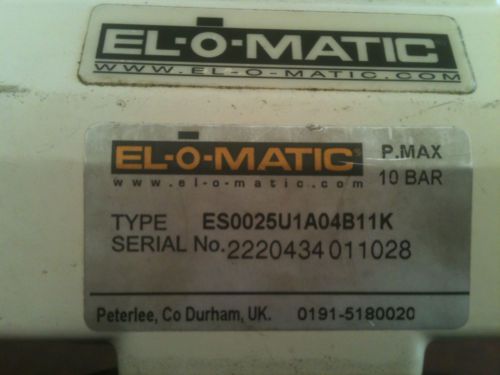 EL-O-MATIC
WWW.EL-O-MATIC.COM
EL-O-MATIC P.MAX
www.el-o-matic.com 10 BAR
TYPE ES0025U1A04B11K
SERIAL No. 2220434 011028
Peterlee, Co Durham, UK. 0191-5180020